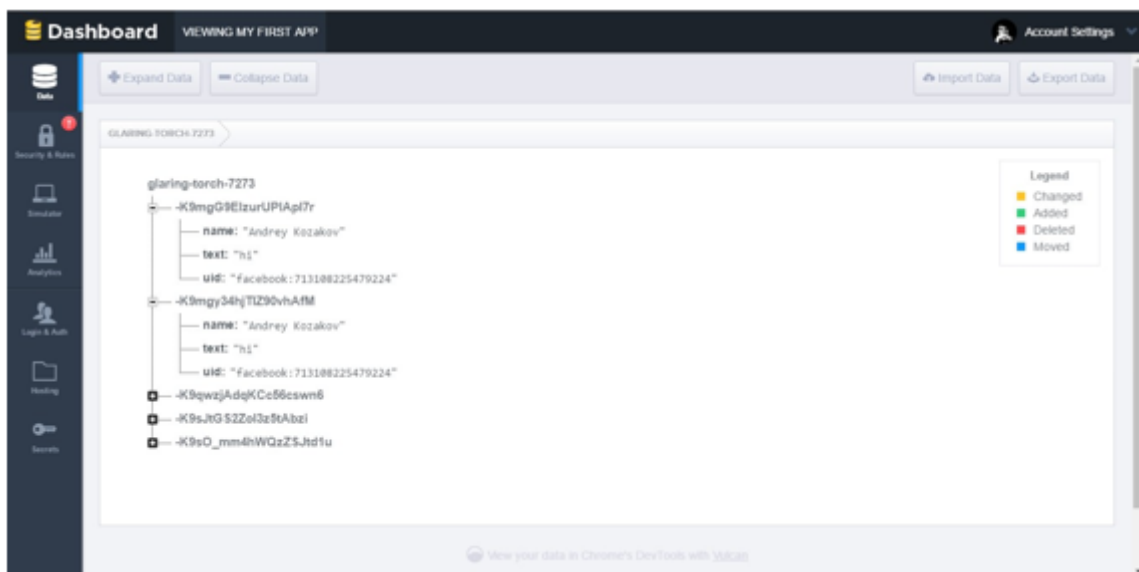 Dashboard VIEWING MY FIRST APP Account Settings
Data
Expand Data Collapse Data Import Data Export Data
Security & Rules
GLARING-TORCH-7273
Simulator
Analytics
Login & Auth
Hosting
Secrets
glaring-torch-7273
-K9mgG9ElzurUPlApl7r
name: "Andrey Kozakov"
text: "hi"
uid: "facebook:713108225479224"
-K9mgy34hjTlZ90vhAfM
name: "Andrey Kozakov"
text: "hi"
uid: "facebook:713108225479224"
-K9qwzjAdqKCc56cswn6
-K9sJtGS2Zol3z5tAbzi
-K9sO_mm4hWQzZSJtd1u
Legend
Changed
Added
Deleted
Moved
View your data in Chrome's DevTools with Vulcan